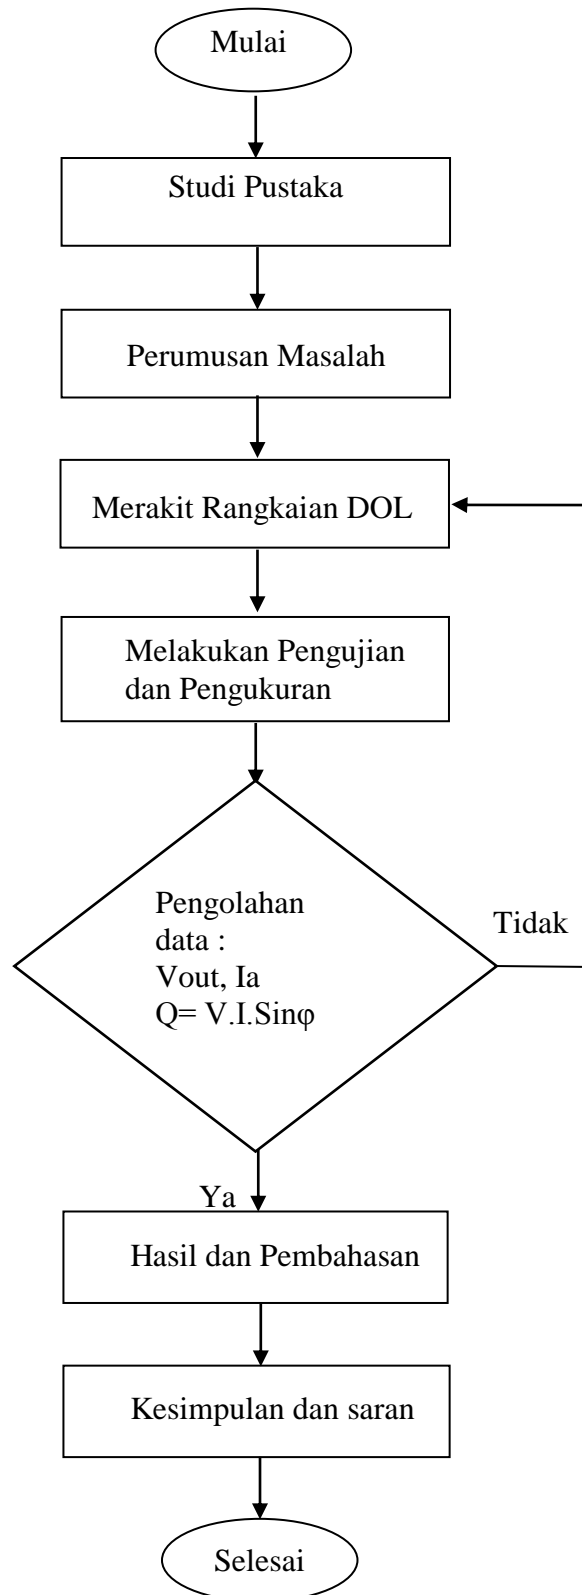 Mulai
Studi Pustaka
Perumusan Masalah
Merakit Rangkaian DOL
Melakukan Pengujian
dan Pengukuran
Pengolahan
data :
Vout, Ia
Q= V.I.Sinφ
Tidak
Ya
Hasil dan Pembahasan
Kesimpulan dan saran
Selesai